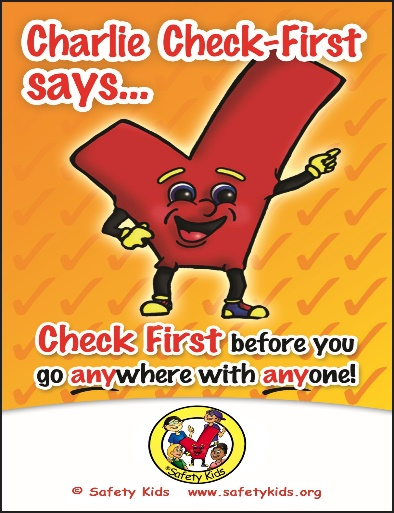 Charlie Check-First
says...
Check First before you
go anywhere with anyone!
©Safety Kids
© Safety Kids www.safetykids.org